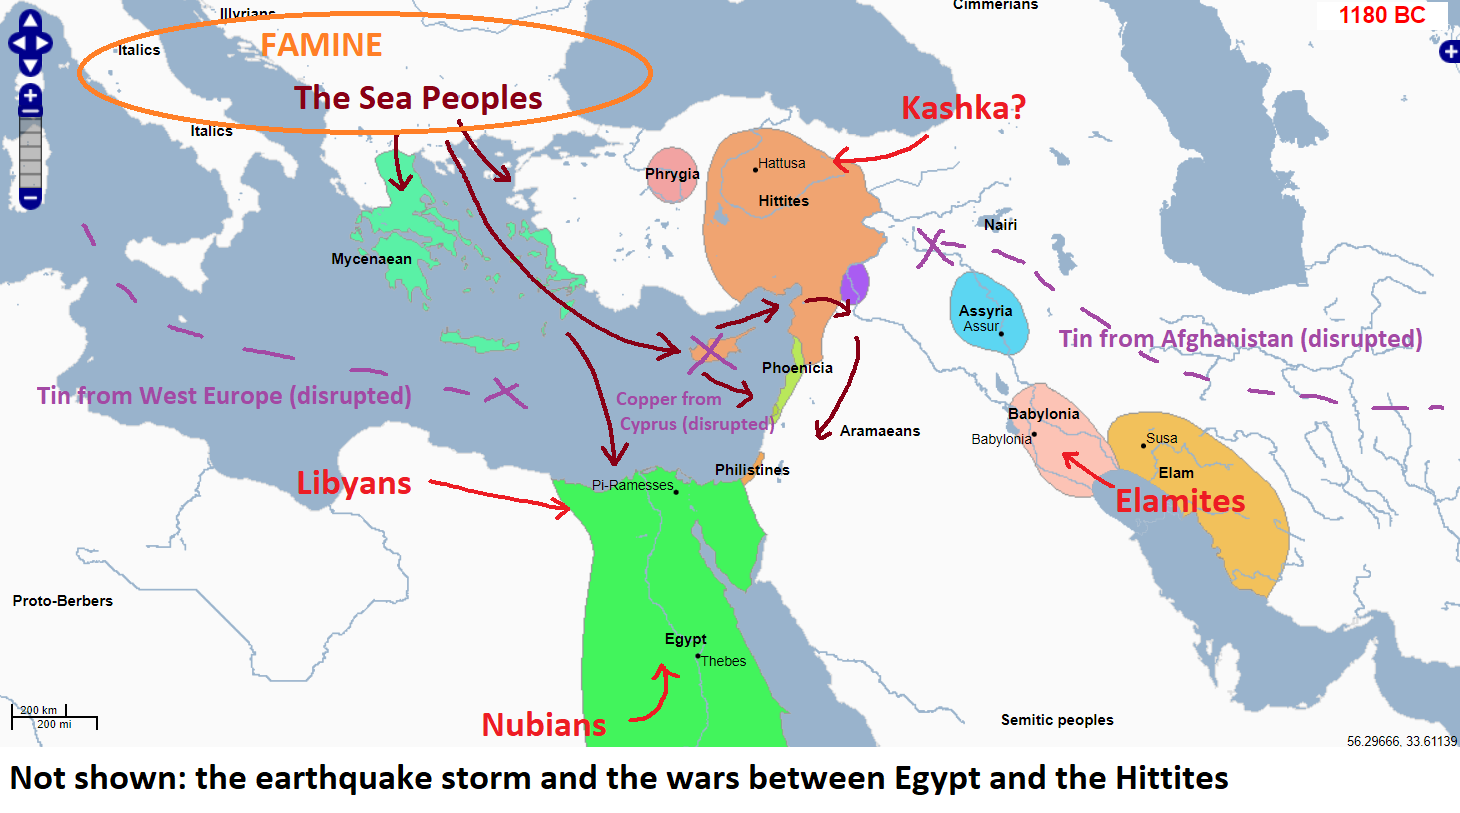 Illyrians
Cimmerians
1180 BC
Italics
FAMINE
The Sea Peoples
Kashka?
Italics
Hattusa
Phrygia
Hittites
Nairi
Mycenaean
Assyria
Assur
Tin from Afghanistan (disrupted)
Phoenicia
Tin from West Europe (disrupted)
Copper from
Cyprus (disrupted)
Babylonia
Aramaeans
Babylonia
Susa
Philistines
Elam
Libyans
Pi-Ramesses
Elamites
Proto-Berbers
Egypt
Thebes
Nubians
200 km
200 mi
Semitic peoples
56.29666, 33.61139
Not shown: the earthquake storm and the wars between Egypt and the Hittites